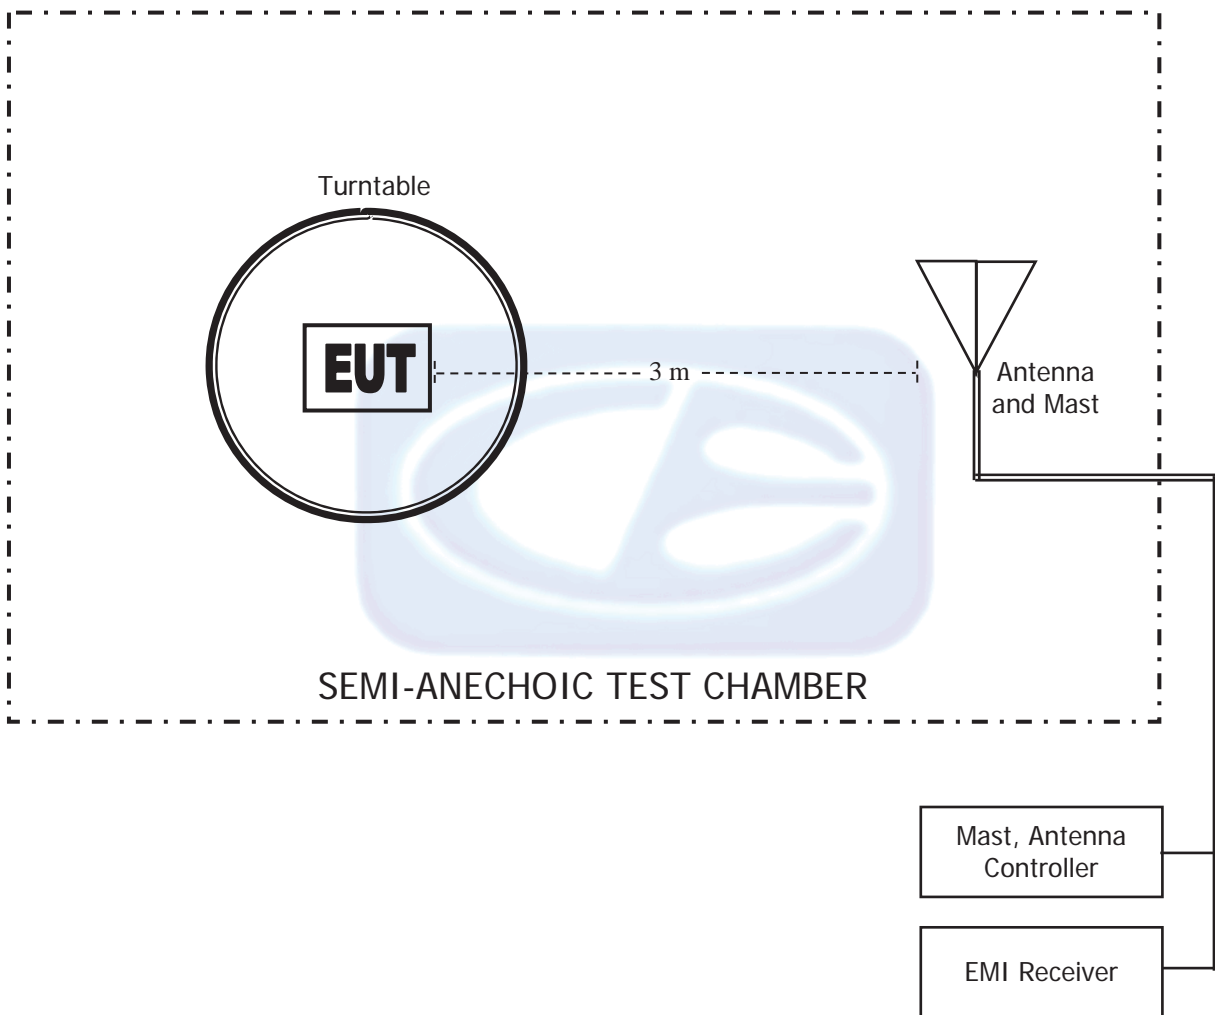 Turntable
EUT
3 m
Antenna
and Mast
SEMI-ANECHOIC TEST CHAMBER
Mast, Antenna
Controller
EMI Receiver